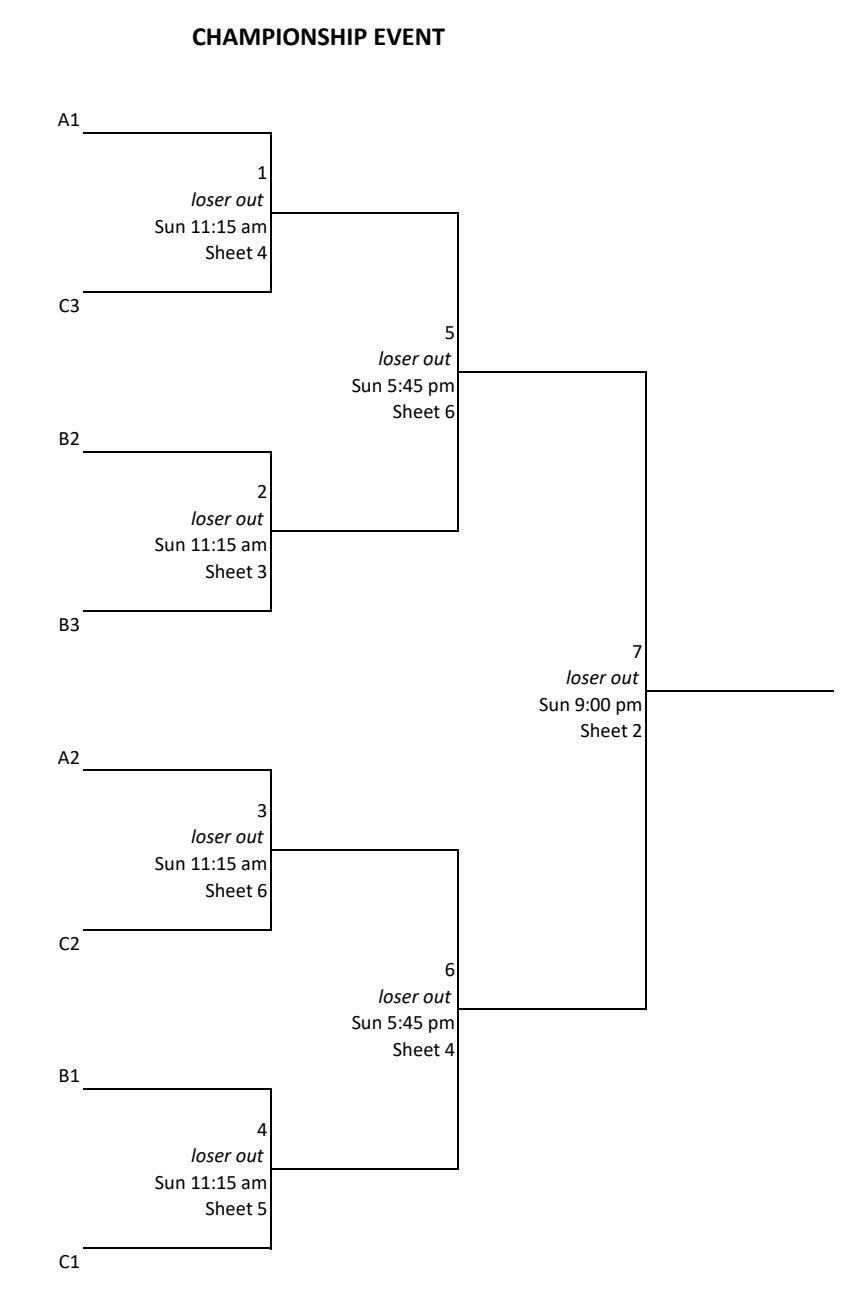 CHAMPIONSHIP EVENT
A1
1
loser out
Sun 11:15 am
Sheet 4
C3
5
loser out
Sun 5:45 pm
Sheet 6
B2
2
loser out
Sun 11:15 am
Sheet 3
B3
7
loser out
Sun 9:00 pm
Sheet 2
A2
3
loser out
Sun 11:15 am
Sheet 6
C2
6
loser out
Sun 5:45 pm
Sheet 4
B1
4
loser out
Sun 11:15 am
Sheet 5
C1